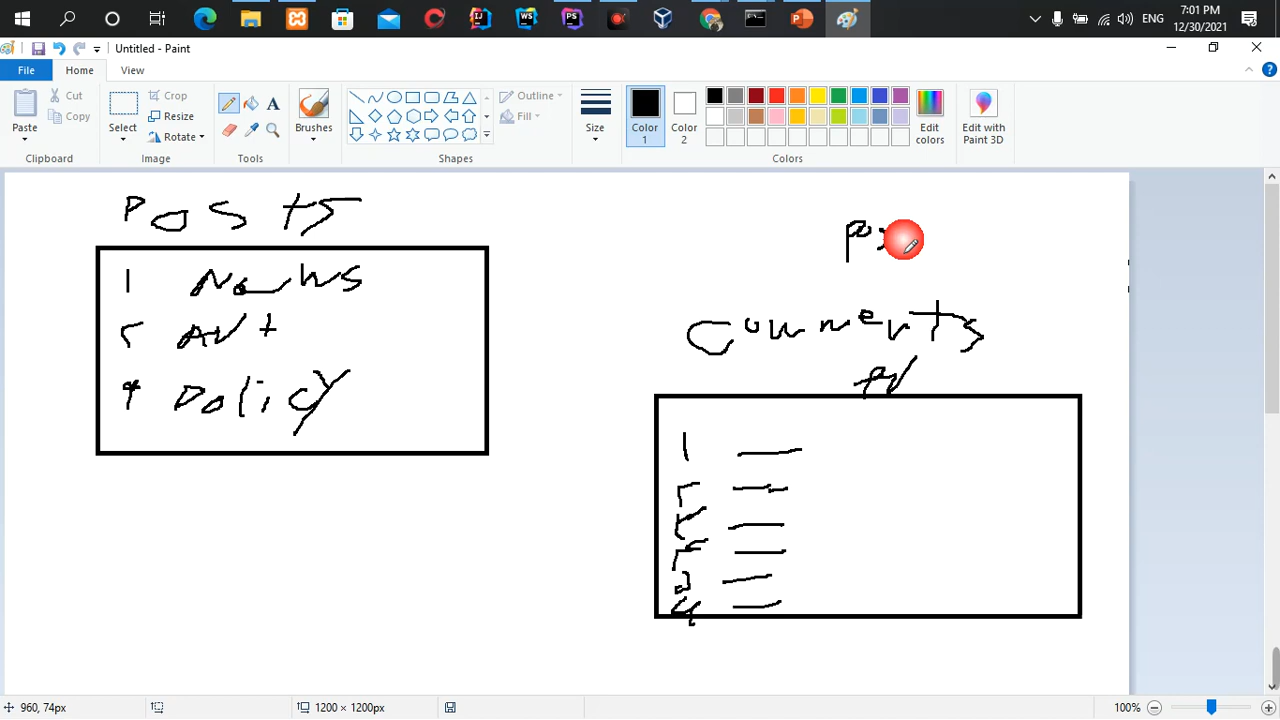 7:01 PM
ENG
12/30/2021
Untitled - Paint
File
Home
View
Paste
Cut
Copy
Clipboard
Select
Crop
Resize
Rotate
Image
Tools
Brushes
Shapes
Outline
Fill
Size
Color 1
Color 2
Colors
Edit colors
Edit with Paint 3D
Posts
1 News
Art
Policy
Po
Comments
1
960, 74px
1200 × 1200px
100%